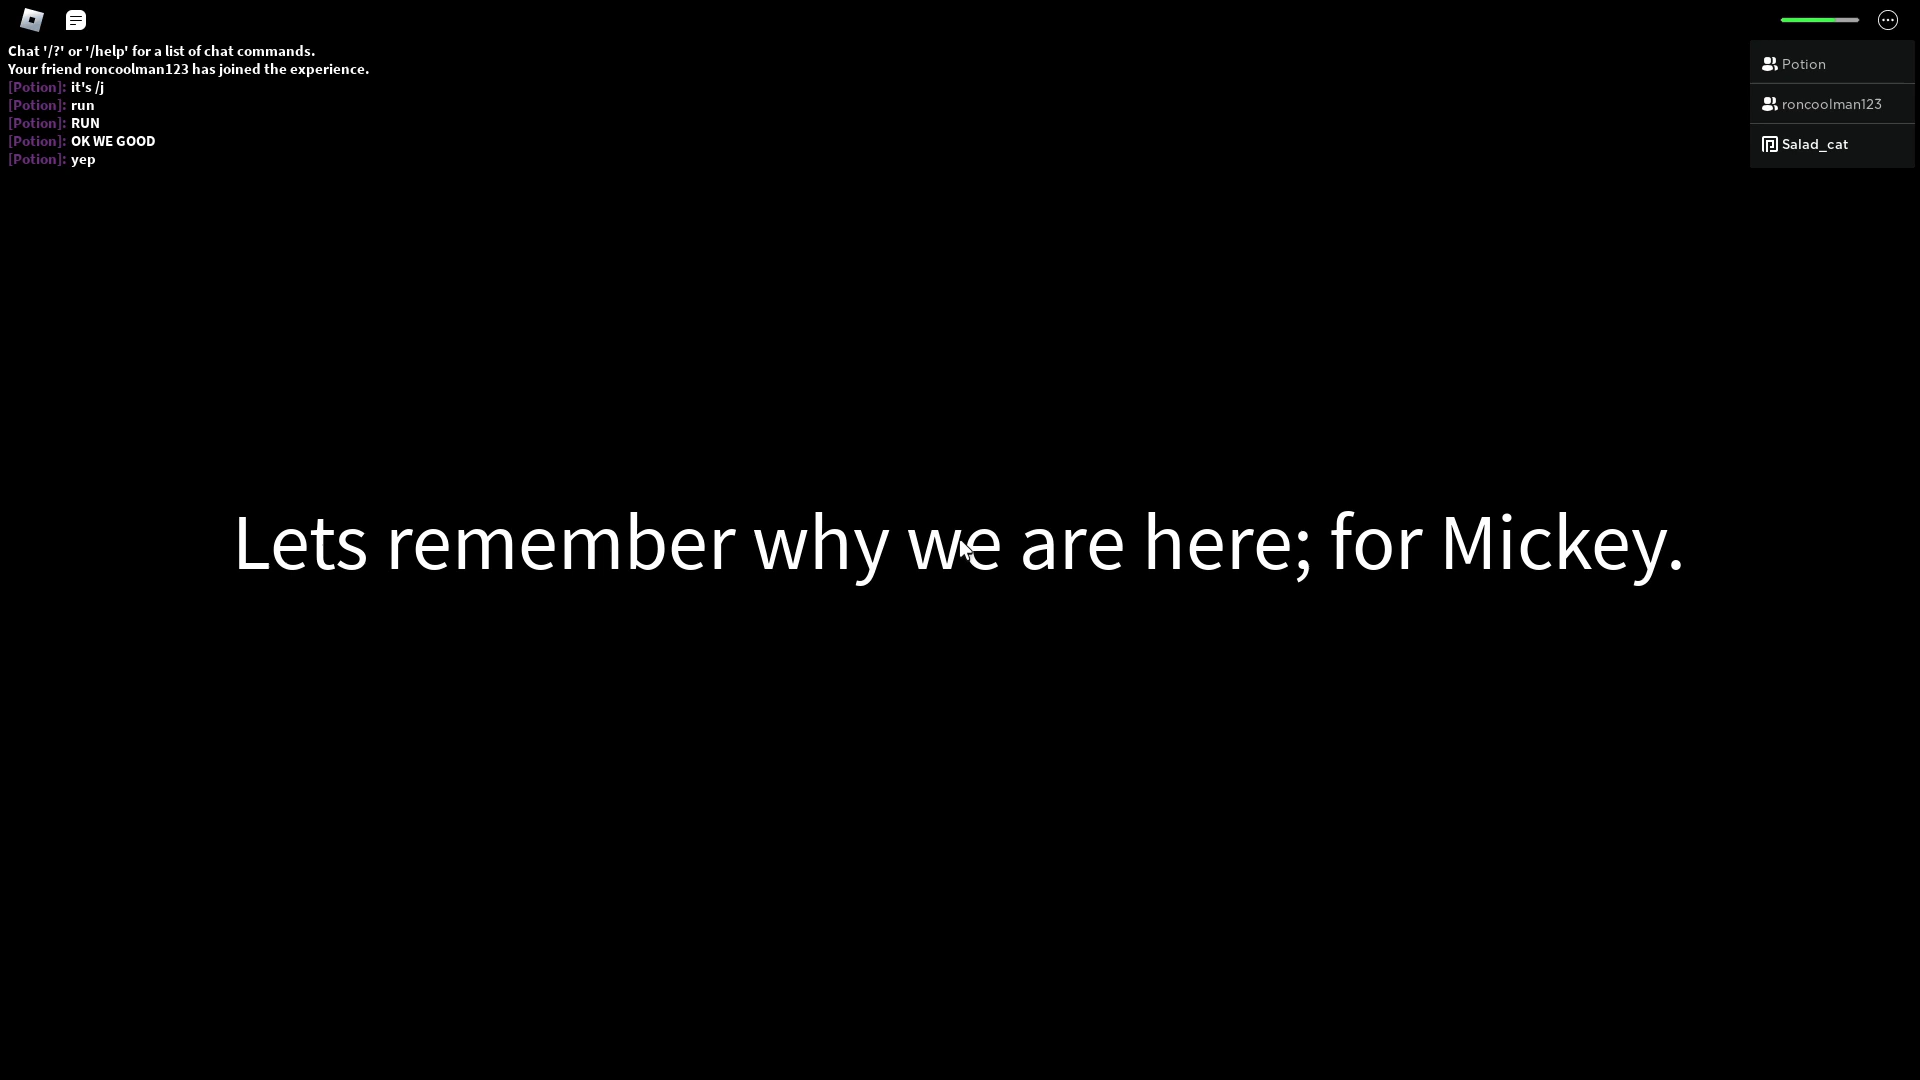 Chat '/?' or '/help' for a list of chat commands.
Your friend roncoolman123 has joined the experience.
[Potion]: it's /j
[Potion]: run
[Potion]: RUN
[Potion]: OK WE GOOD
[Potion]: yep
Potion
roncoolman123
Salad_cat
Lets remember why we are here; for Mickey.